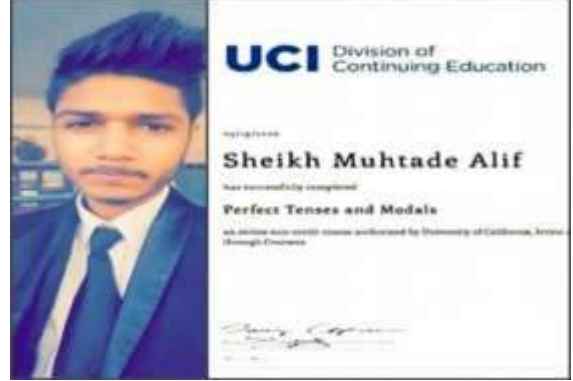 UCI Division of
Continuing Education
Sheikh Muhtade Alif
has successfully completed
Perfect Tenses and Modals
an online non-credit course authorized by University of California, Irvine
through Coursera